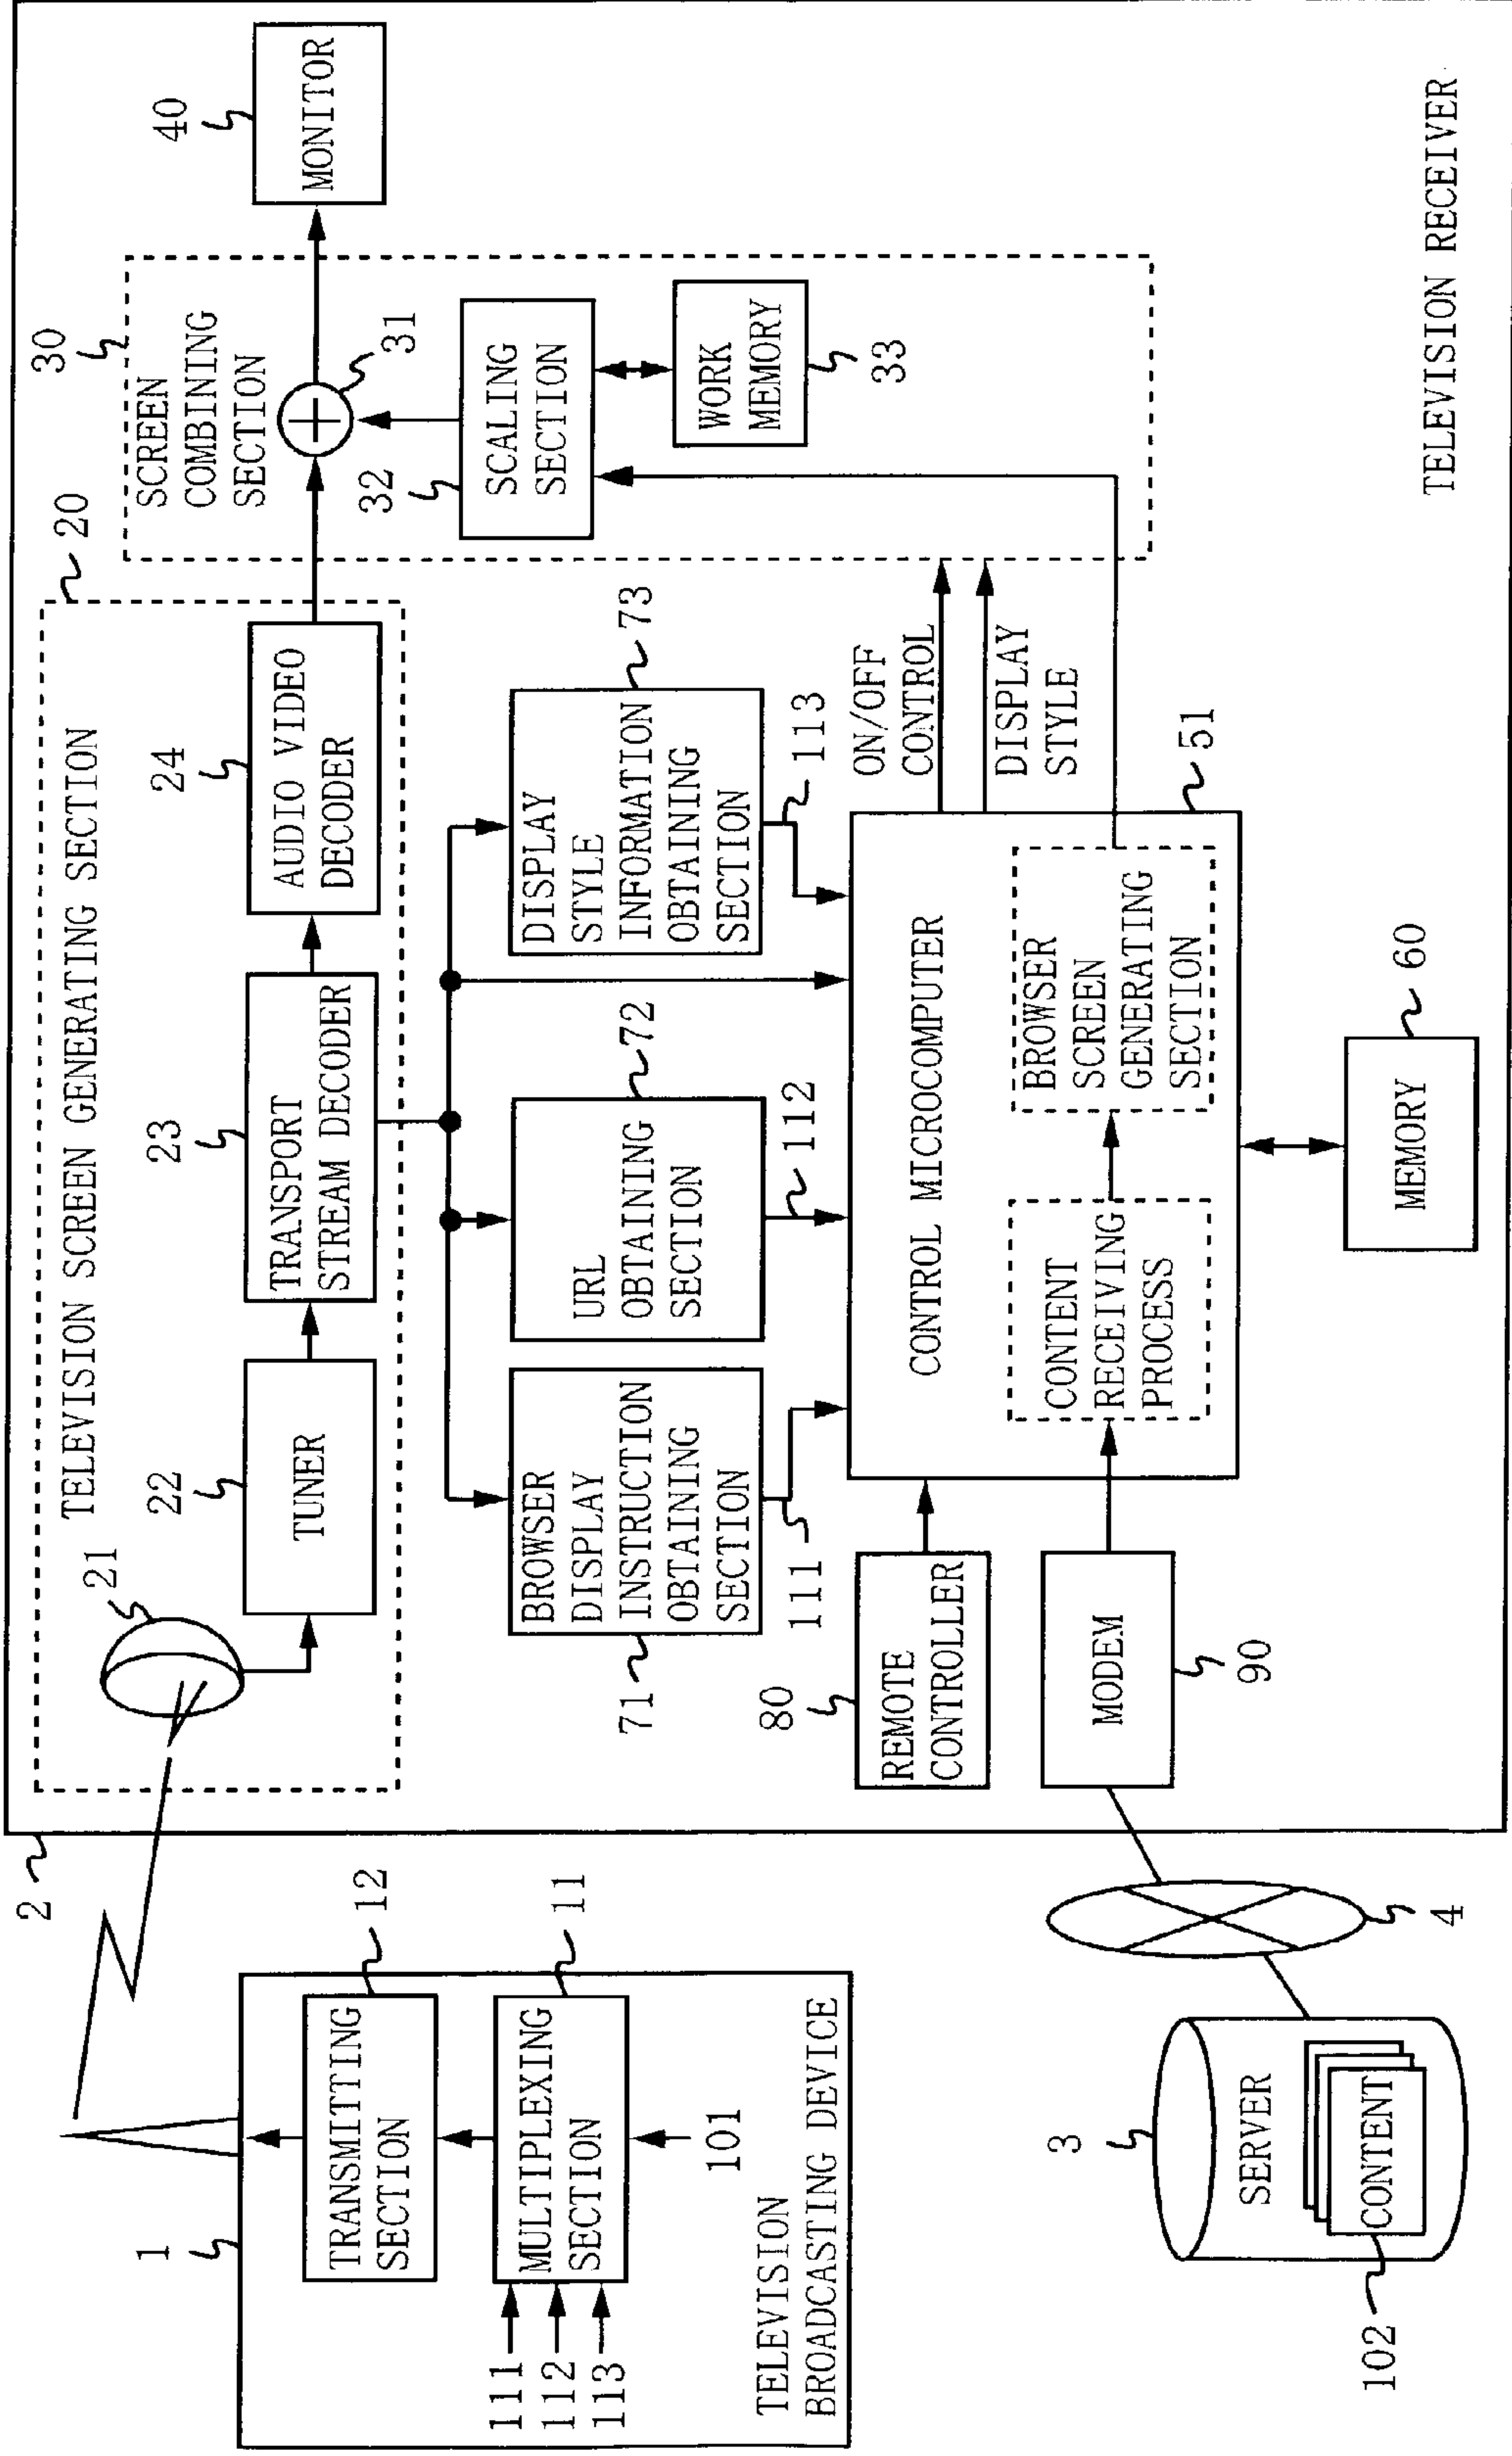 2
TELEVISION SCREEN GENERATING SECTION
20
21
22
TUNER
23
TRANSPORT
STREAM DECODER
24
AUDIO VIDEO
DECODER
30
SCREEN
COMBINING
SECTION
31
32
SCALING
SECTION
WORK
MEMORY
33
40
MONITOR
71
BROWSER
DISPLAY
INSTRUCTION
OBTAINING
SECTION
111
72
URL
OBTAINING
SECTION
112
73
DISPLAY
STYLE
INFORMATION
OBTAINING
SECTION
113
ON/OFF
CONTROL
DISPLAY
STYLE
80
REMOTE
CONTROLLER
CONTROL MICROCOMPUTER
51
CONTENT
RECEIVING
PROCESS
BROWSER
SCREEN
GENERATING
SECTION
MODEM
90
MEMORY
60
TELEVISION RECEIVER
1
TRANSMITTING
SECTION
12
MULTIPLEXING
SECTION
11
111
112
113
101
TELEVISION
BROADCASTING DEVICE
3
SERVER
CONTENT
102
4